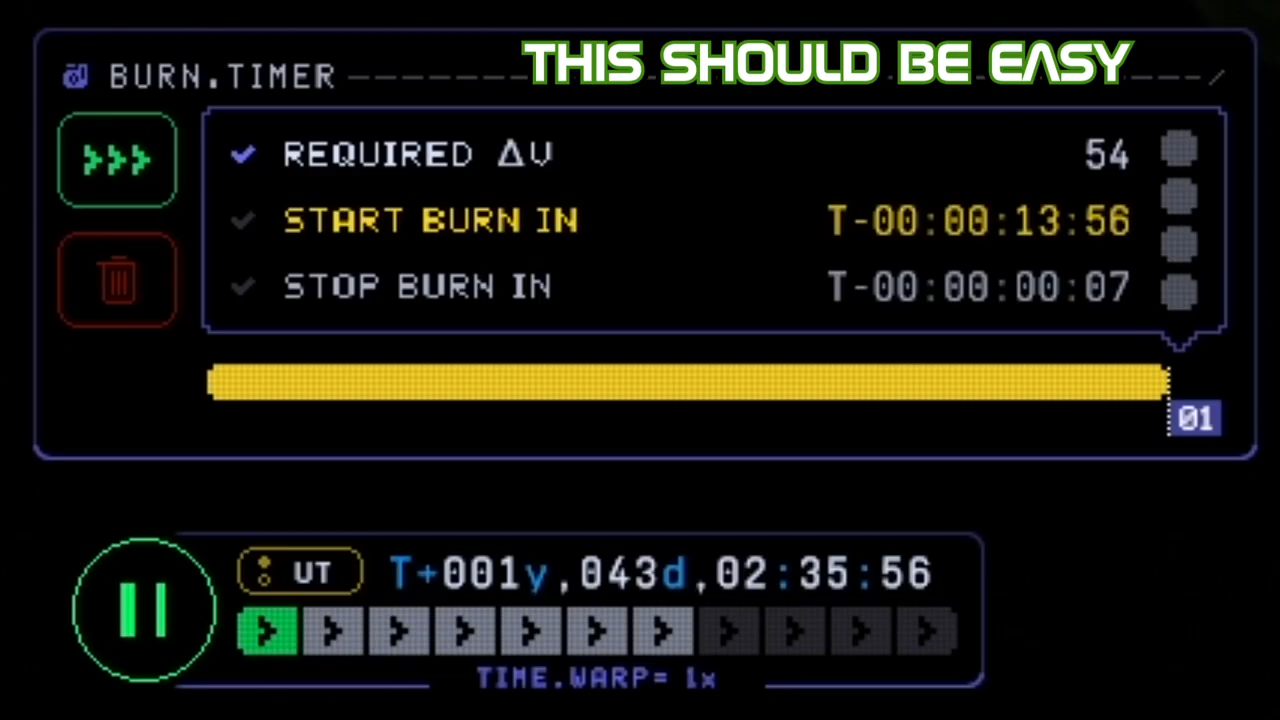 THIS SHOULD BE EASY
BURN.TIMER
REQUIRED ΔV 54
START BURN IN T-00:00:13:56
STOP BURN IN T-00:00:00:07
01
UT T+001y,043d,02:35:56
TIME.WARP= 1x